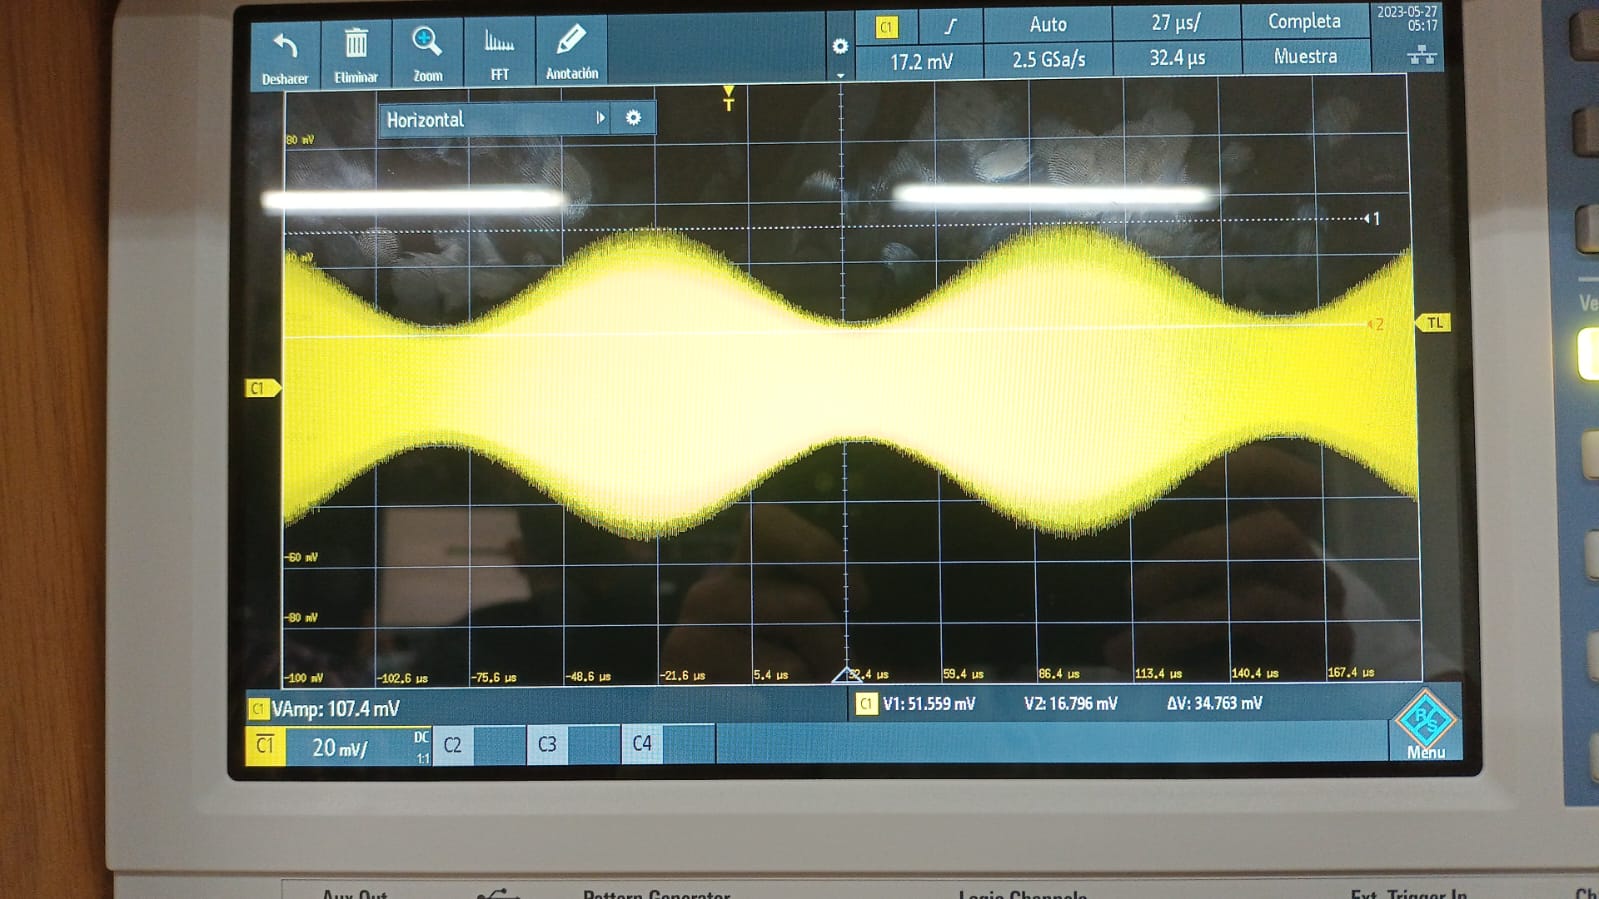 C1 Auto 27 µs/ Completa 2023-05-27
05:17
17.2 mV 2.5 GSa/s 32.4 µs Muestra
Deshacer Eliminar Zoom FFT Anotación
T
Horizontal
80 mV
1
40 mV
2
TL
C1
-60 mV
-80 mV
-100 mV -102.6 µs -75.6 µs -48.6 µs -21.6 µs 5.4 µs 32.4 µs 59.4 µs 86.4 µs 113.4 µs 140.4 µs 167.4 µs
C1 VAmp: 107.4 mV C1 V1: 51.559 mV V2: 16.796 mV ΔV: 34.763 mV
C1 20 mV/ DC 1:1 C2 C3 C4
R&S
Menu
Aux Out Pattern Generator Logic Channels Ext. Trigger In